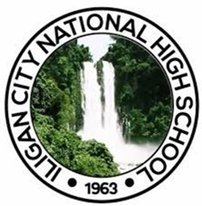 ILIGAN CITY NATIONAL HIGH SCHOOL
• 1963 •